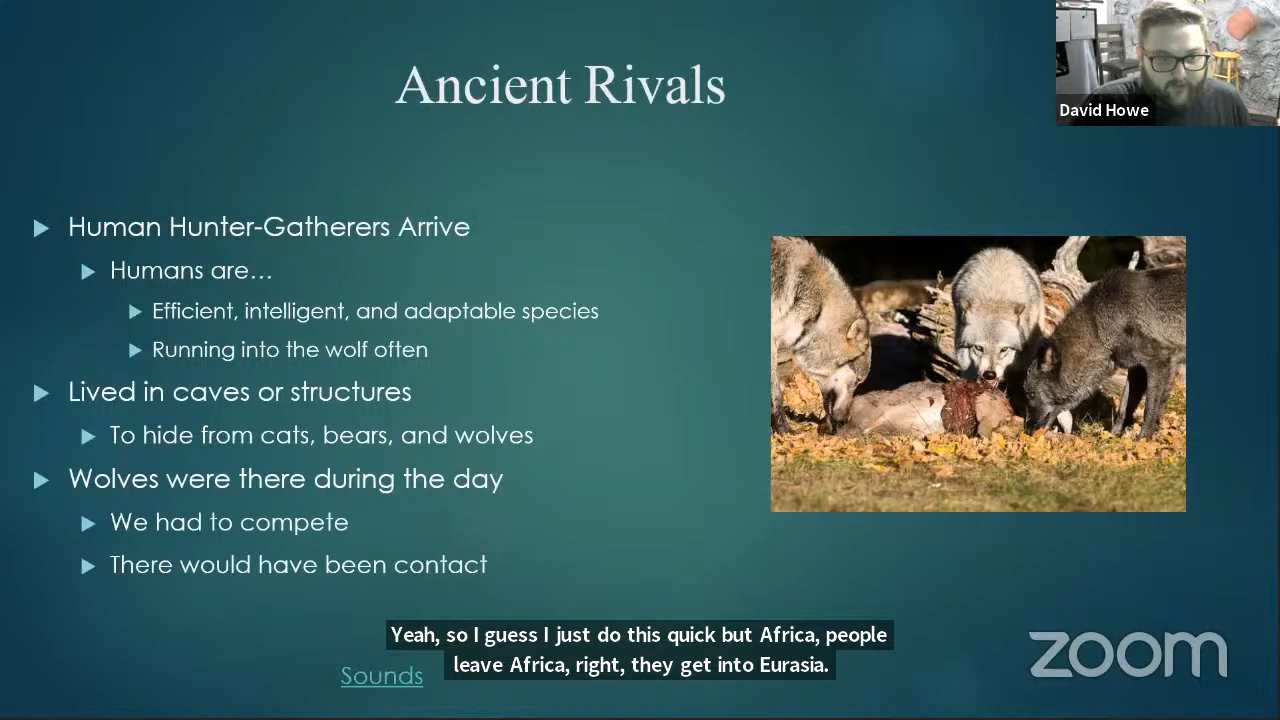 Ancient Rivals
David Howe
Human Hunter-Gatherers Arrive
Humans are…
Efficient, intelligent, and adaptable species
Running into the wolf often
Lived in caves or structures
To hide from cats, bears, and wolves
Wolves were there during the day
We had to compete
There would have been contact
Yeah, so I guess I just do this quick but Africa, people
leave Africa, right, they get into Eurasia.
Sounds
zoom